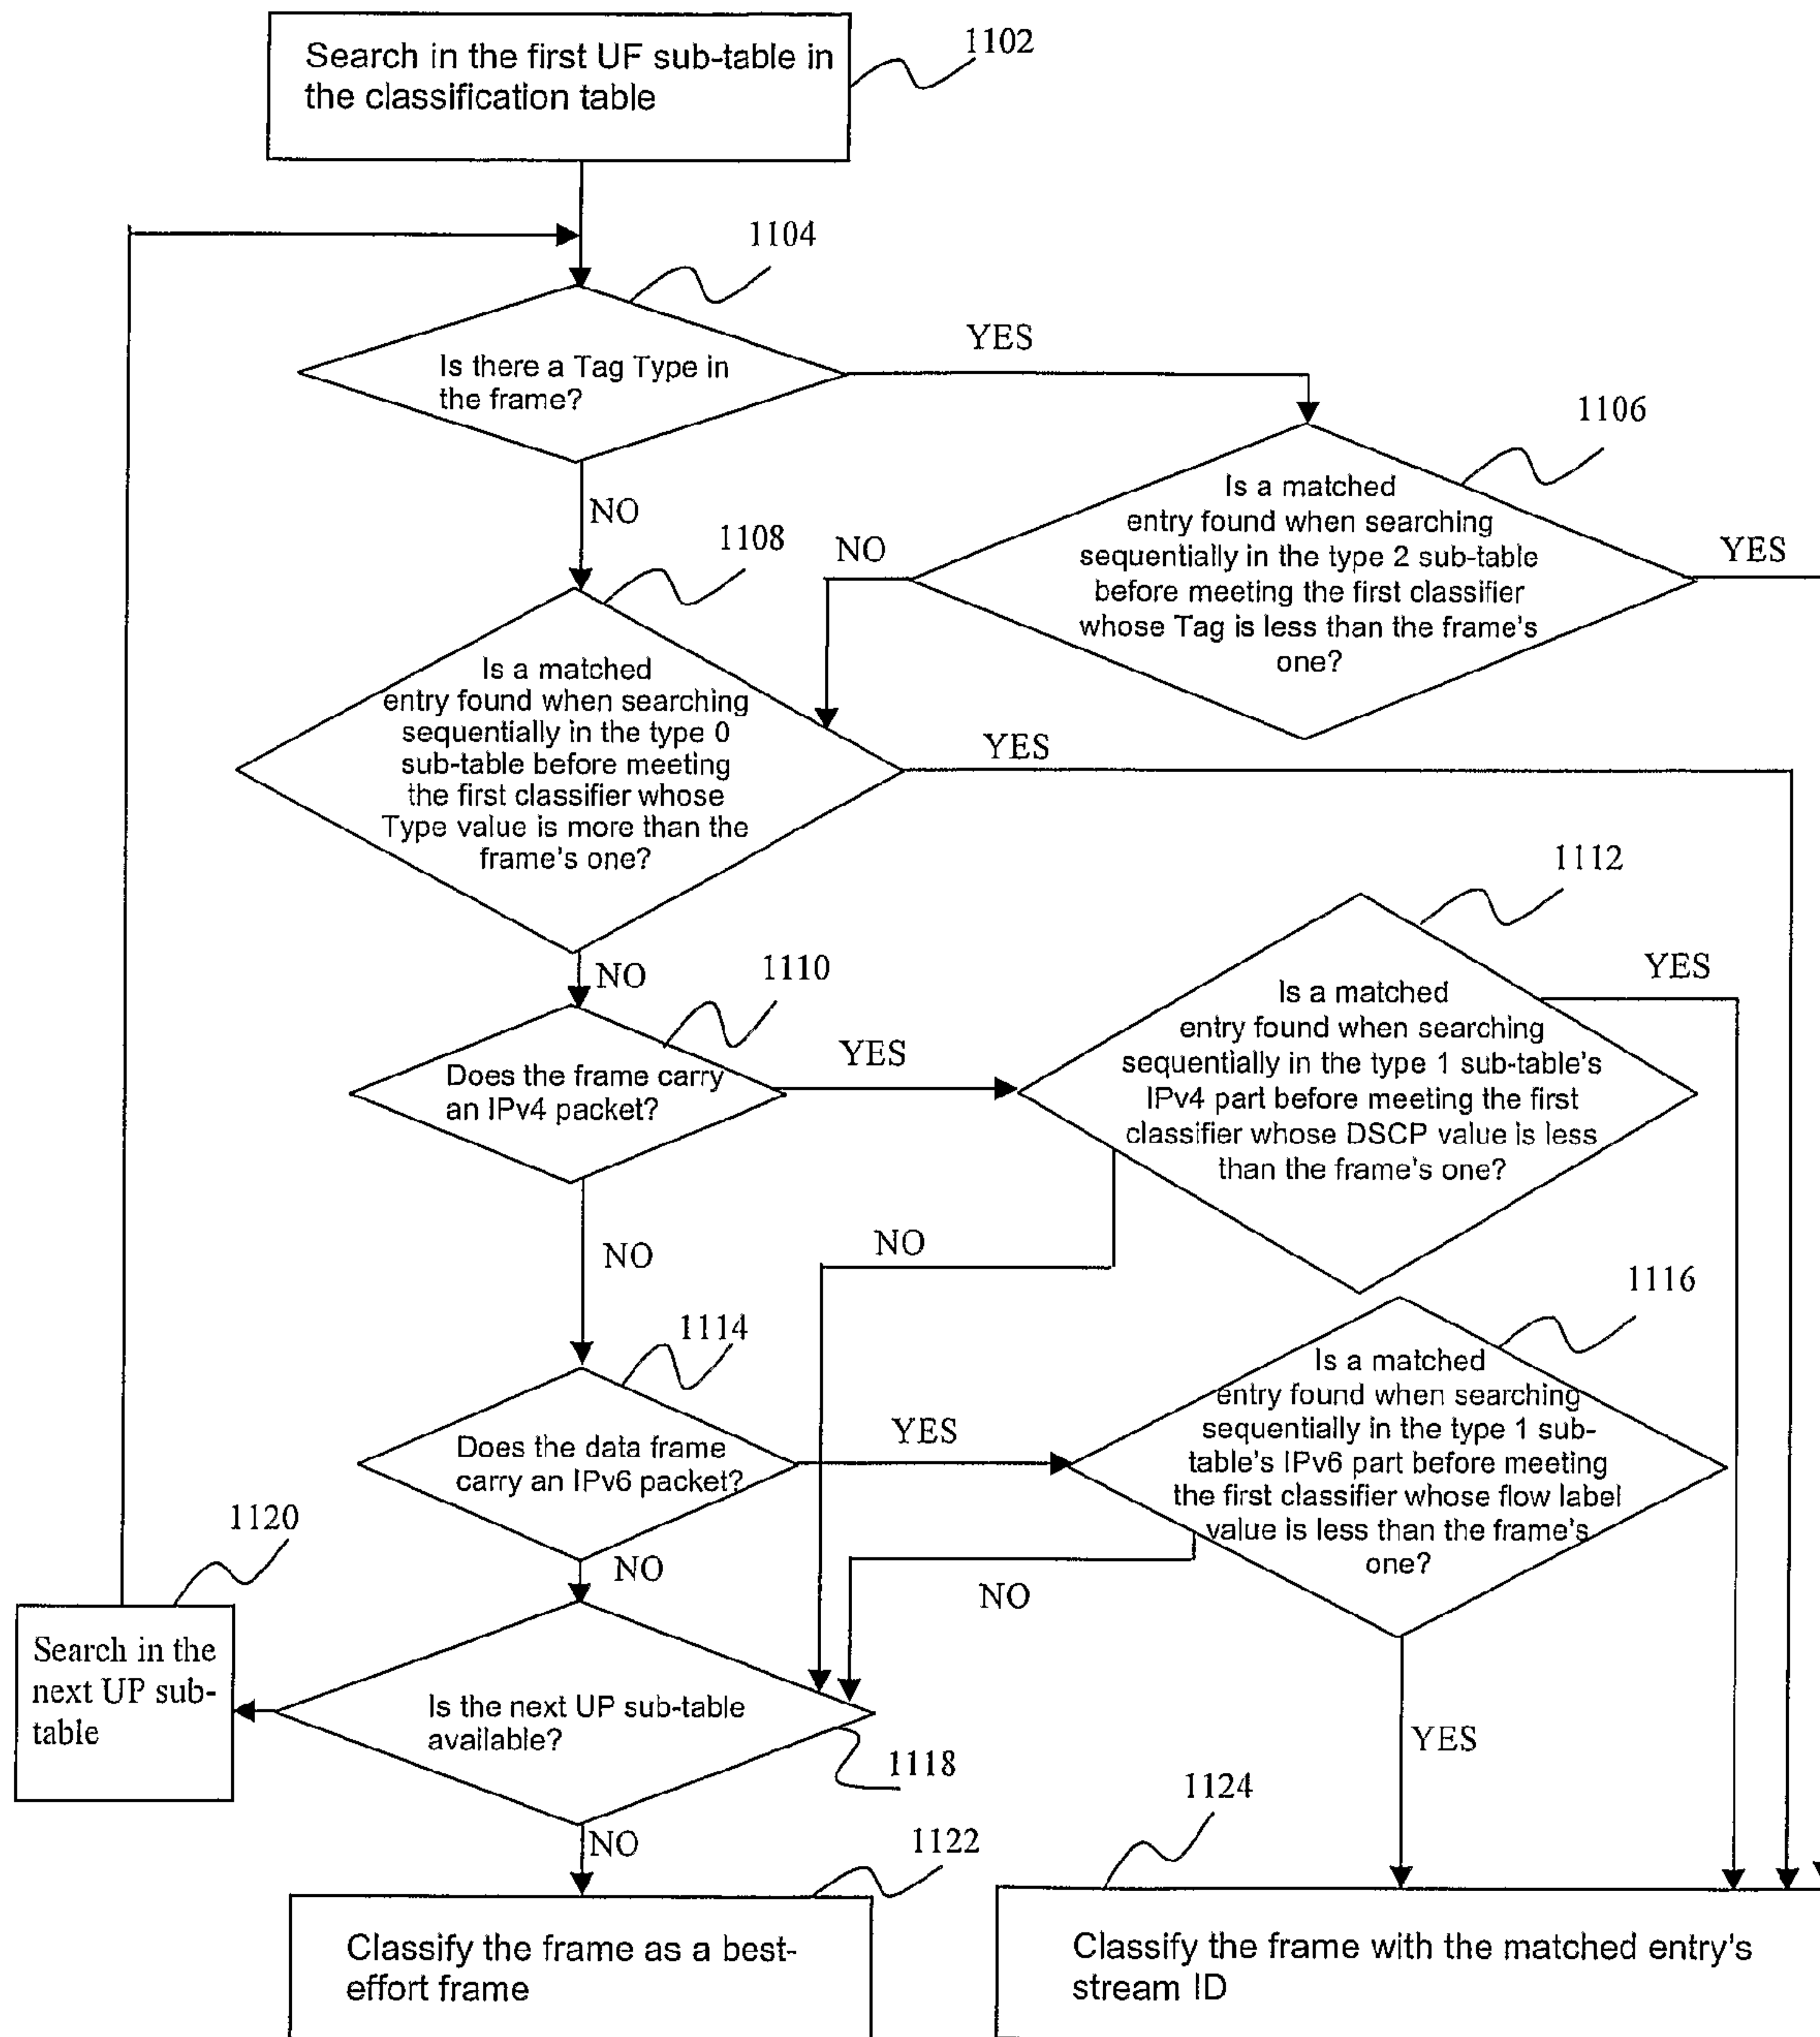 Search in the first UF sub-table in
the classification table
1102
1104
Is there a Tag Type in
the frame?
YES
NO
1106
Is a matched
entry found when searching
sequentially in the type 2 sub-table
before meeting the first classifier
whose Tag is less than the frame's
one?
NO
YES
1108
Is a matched
entry found when searching
sequentially in the type 0
sub-table before meeting
the first classifier whose
Type value is more than the
frame's one?
YES
NO
1110
Does the frame carry
an IPv4 packet?
YES
NO
1112
Is a matched
entry found when searching
sequentially in the type 1 sub-table's
IPv4 part before meeting the first
classifier whose DSCP value is less
than the frame's one?
YES
NO
1114
Does the data frame
carry an IPv6 packet?
YES
NO
1116
Is a matched
entry found when searching
sequentially in the type 1 sub-
table's IPv6 part before meeting
the first classifier whose flow label
value is less than the frame's
one?
NO
YES
1120
Search in the
next UP sub-
table
Is the next UP sub-table
available?
1118
NO
1122
Classify the frame as a best-
effort frame
1124
Classify the frame with the matched entry's
stream ID